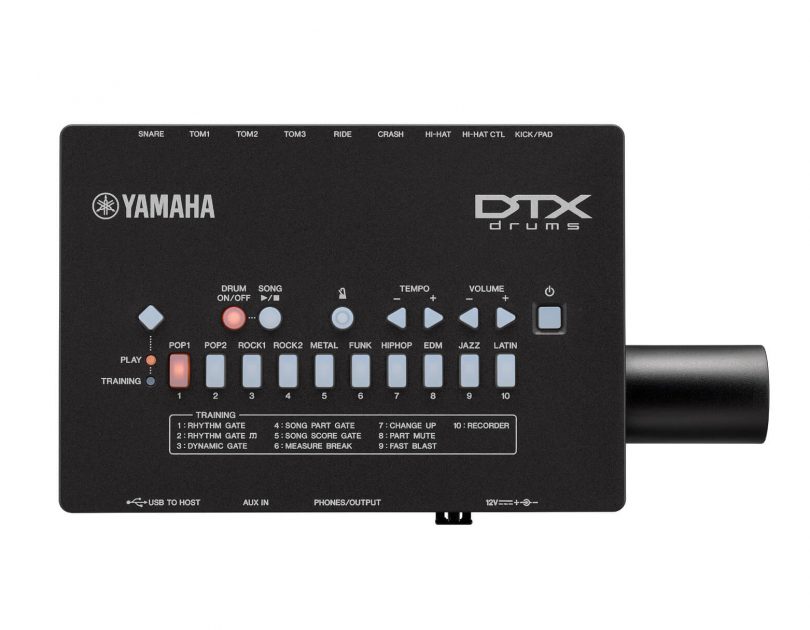 SNARE TOM1 TOM2 TOM3 RIDE CRASH HI-HAT HI-HAT CTL KICK/PAD
YAMAHA
DTX
drums
DRUM ON/OFF
SONG ▶/■
TEMPO
− +
VOLUME
− +
POP1 POP2 ROCK1 ROCK2 METAL FUNK HIPHOP EDM JAZZ LATIN
PLAY
TRAINING
1 2 3 4 5 6 7 8 9 10
TRAINING
1 : RHYTHM GATE 4 : SONG PART GATE 7 : CHANGE UP 10 : RECORDER
2 : RHYTHM GATE 5 : SONG SCORE GATE 8 : PART MUTE
3 : DYNAMIC GATE 6 : MEASURE BREAK 9 : FAST BLAST
USB TO HOST AUX IN PHONES/OUTPUT 12V + −